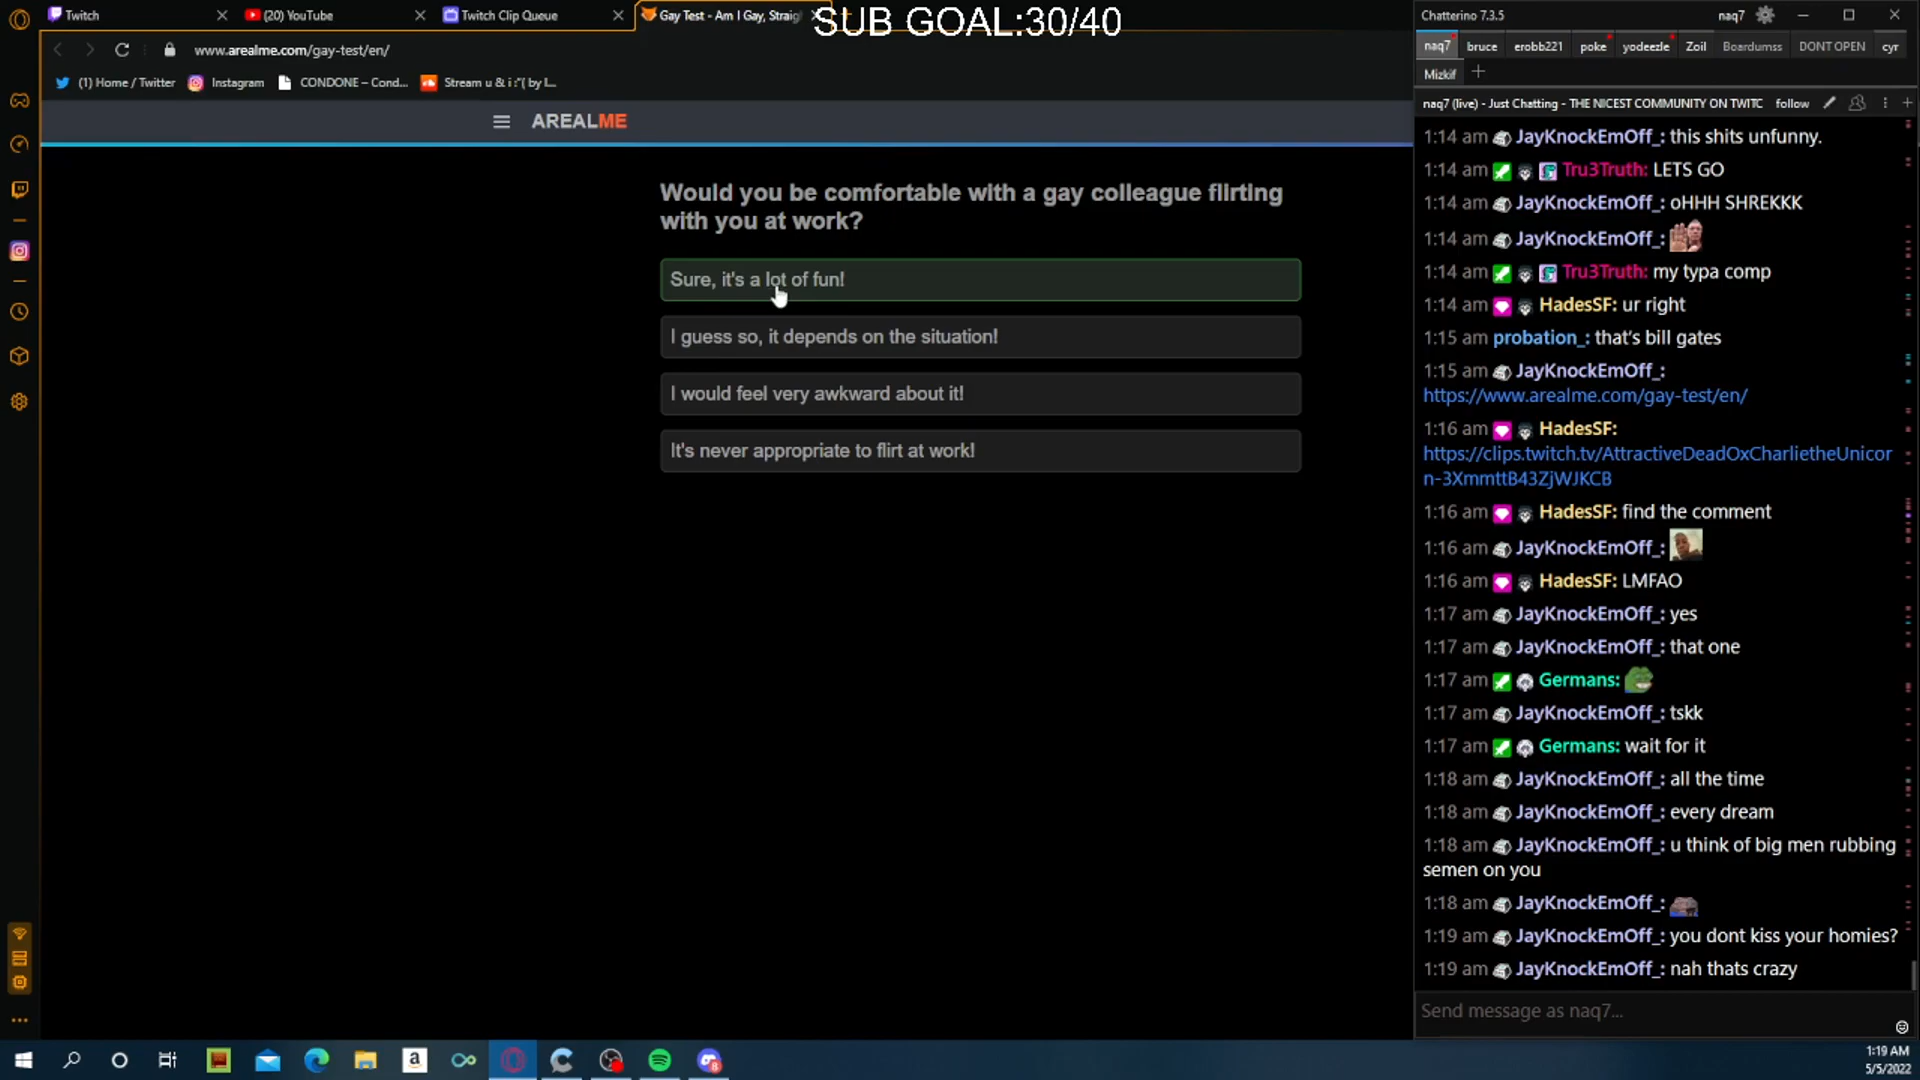 Twitch
(20) YouTube
Twitch Clip Queue
Gay Test - Am I Gay, Straig
SUB GOAL:30/40
www.arealme.com/gay-test/en/
(1) Home / Twitter
Instagram
CONDONE – Cond...
Stream u & i :"( by I...
AREALME
Would you be comfortable with a gay colleague flirting
with you at work?
Sure, it's a lot of fun!
I guess so, it depends on the situation!
I would feel very awkward about it!
It's never appropriate to flirt at work!
Chatterino 7.3.5
naq7
naq7 bruce erobb221 poke yodeezle Zoil Boardumss DONT OPEN cyr
Mizkif
naq7 (live) - Just Chatting - THE NICEST COMMUNITY ON TWITC follow
1:14 am JayKnockEmOff_: this shits unfunny.
1:14 am Tru3Truth: LETS GO
1:14 am JayKnockEmOff_: oHHH SHREKKK
1:14 am JayKnockEmOff_:
1:14 am Tru3Truth: my typa comp
1:14 am HadesSF: ur right
1:15 am probation_: that's bill gates
1:15 am JayKnockEmOff_:
https://www.arealme.com/gay-test/en/
1:16 am HadesSF:
https://clips.twitch.tv/AttractiveDeadOxCharlietheUnicor
n-3XmmttB43ZjWJKCB
1:16 am HadesSF: find the comment
1:16 am JayKnockEmOff_:
1:16 am HadesSF: LMFAO
1:17 am JayKnockEmOff_: yes
1:17 am JayKnockEmOff_: that one
1:17 am Germans:
1:17 am JayKnockEmOff_: tskk
1:17 am Germans: wait for it
1:18 am JayKnockEmOff_: all the time
1:18 am JayKnockEmOff_: every dream
1:18 am JayKnockEmOff_: u think of big men rubbing
semen on you
1:18 am JayKnockEmOff_:
1:19 am JayKnockEmOff_: you dont kiss your homies?
1:19 am JayKnockEmOff_: nah thats crazy
Send message as naq7...
1:19 AM
5/5/2022